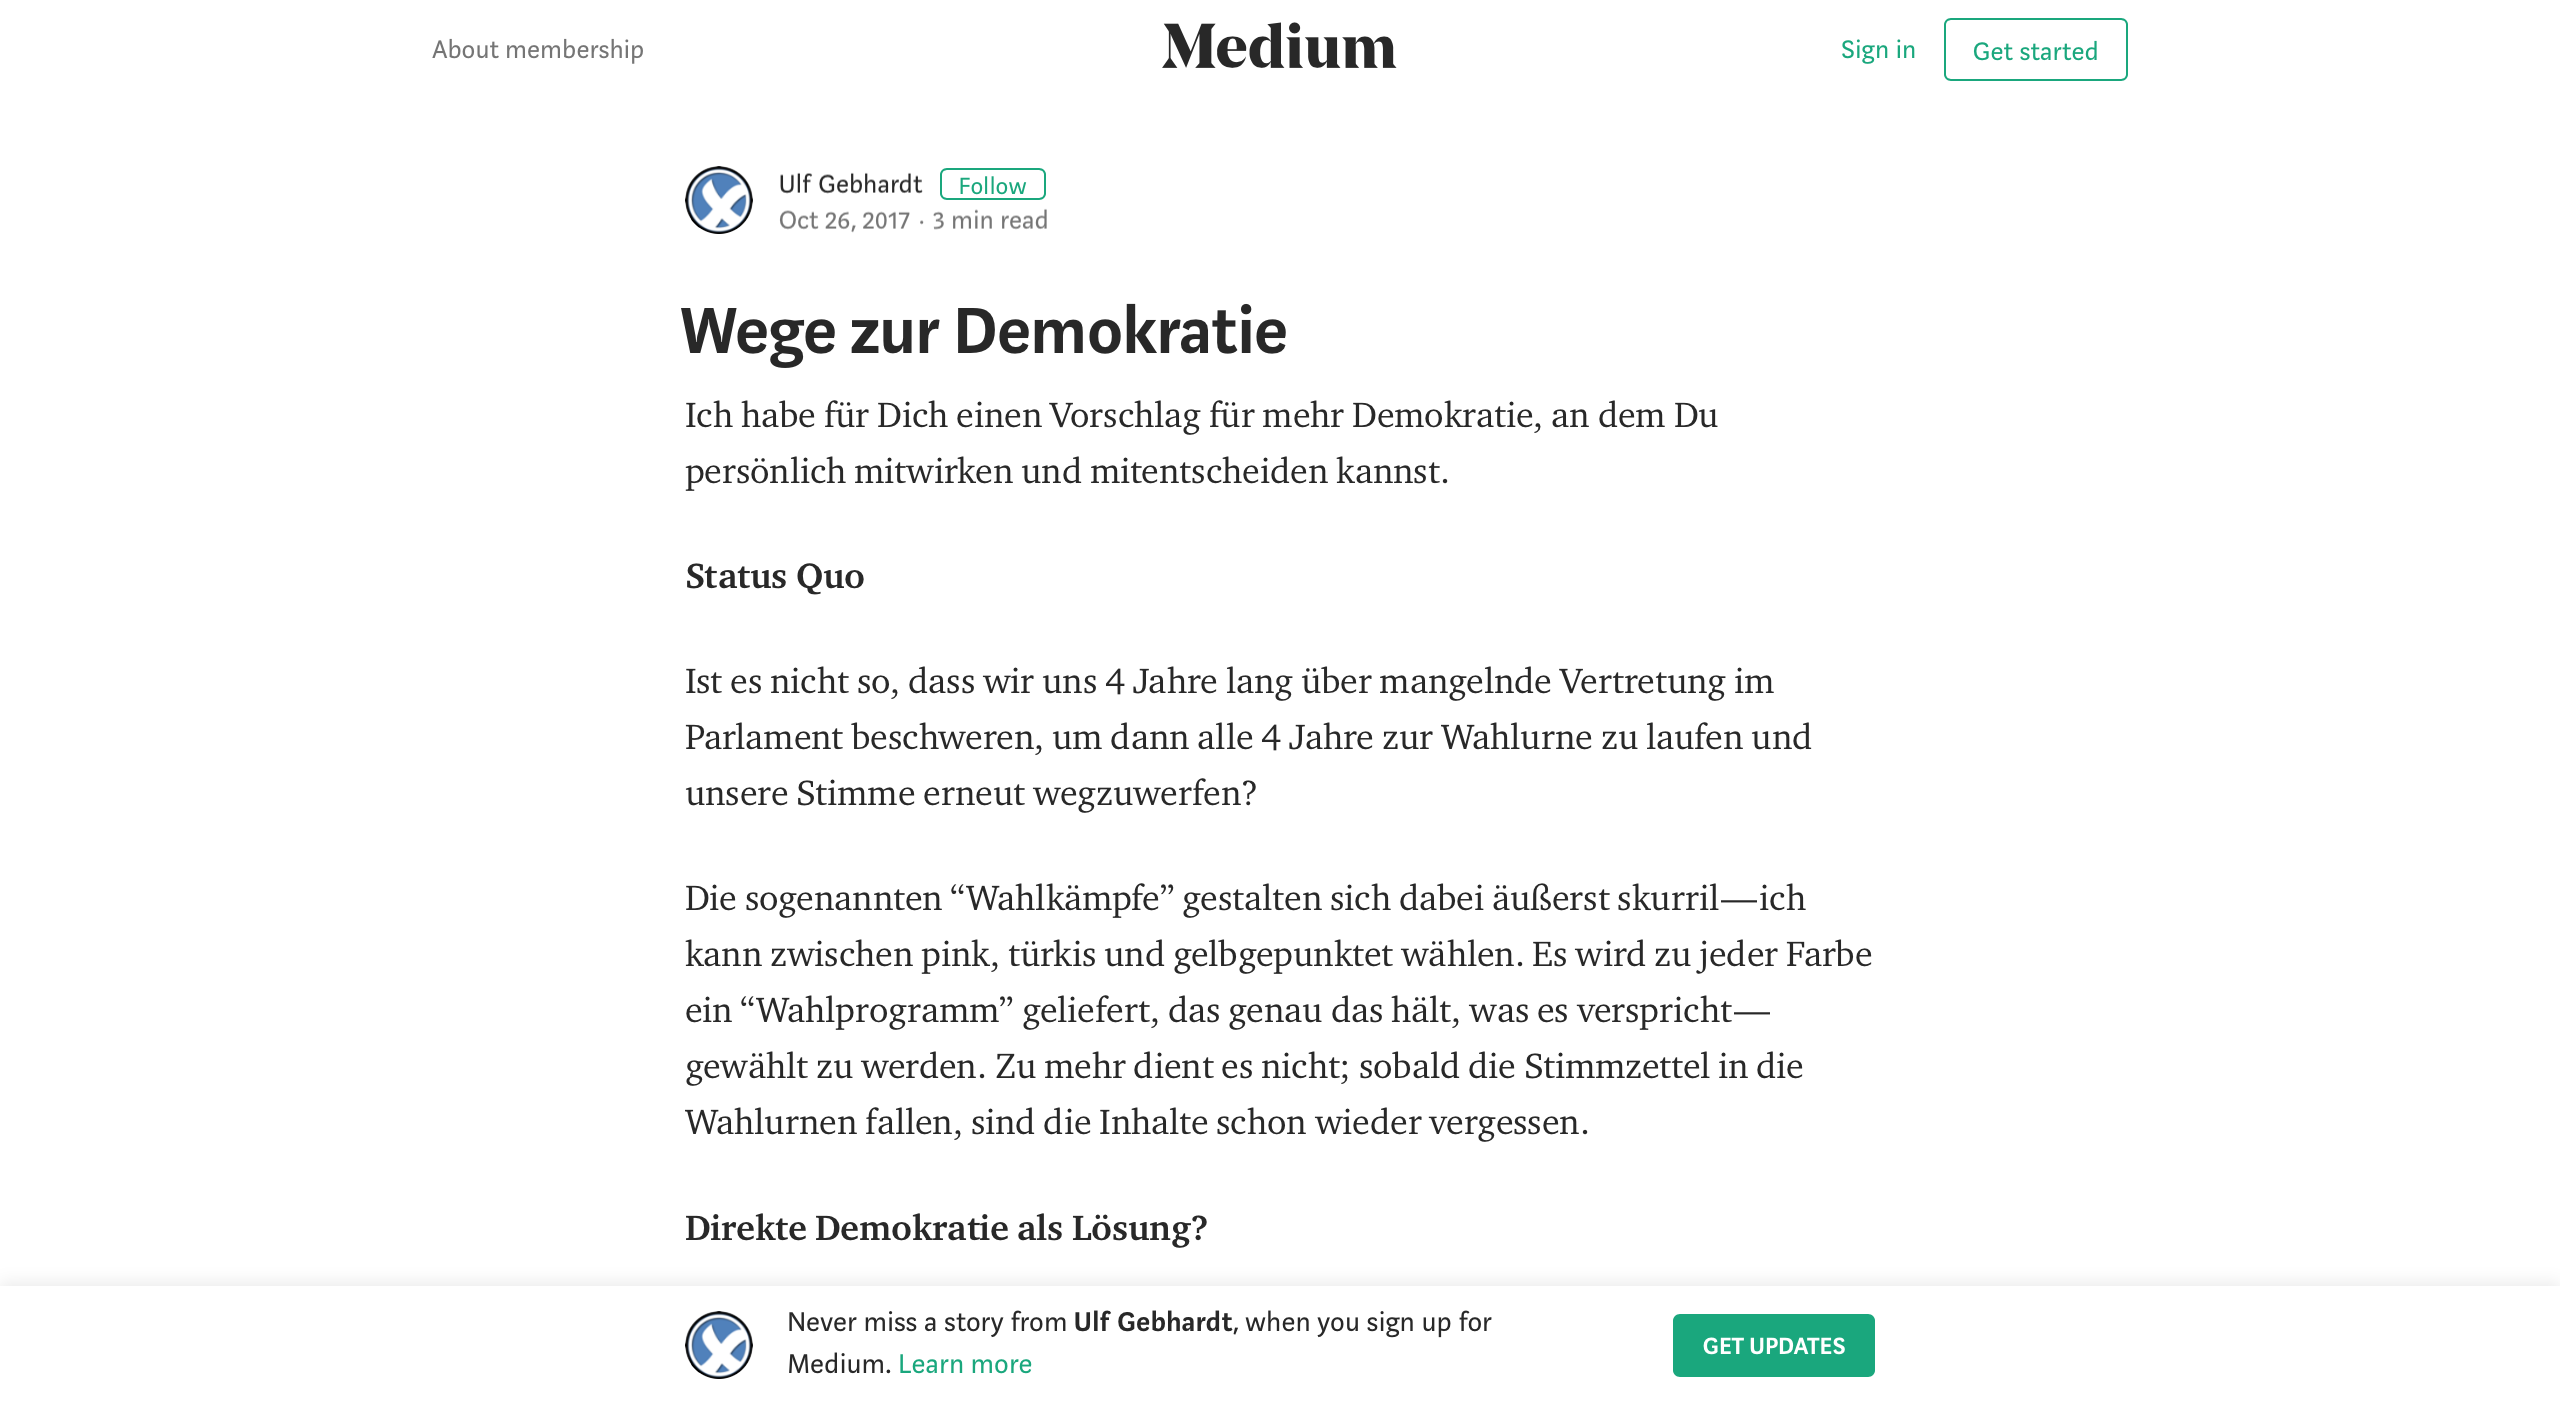 About membership
Medium
Sign in
Get started
Ulf Gebhardt
Follow
Oct 26, 2017 · 3 min read
Wege zur Demokratie
Ich habe für Dich einen Vorschlag für mehr Demokratie, an dem Du
persönlich mitwirken und mitentscheiden kannst.
Status Quo
Ist es nicht so, dass wir uns 4 Jahre lang über mangelnde Vertretung im
Parlament beschweren, um dann alle 4 Jahre zur Wahlurne zu laufen und
unsere Stimme erneut wegzuwerfen?
Die sogenannten “Wahlkämpfe” gestalten sich dabei äußerst skurril—ich
kann zwischen pink, türkis und gelbgepunktet wählen. Es wird zu jeder Farbe
ein “Wahlprogramm” geliefert, das genau das hält, was es verspricht—
gewählt zu werden. Zu mehr dient es nicht; sobald die Stimmzettel in die
Wahlurnen fallen, sind die Inhalte schon wieder vergessen.
Direkte Demokratie als Lösung?
Never miss a story from Ulf Gebhardt, when you sign up for
Medium. Learn more
GET UPDATES